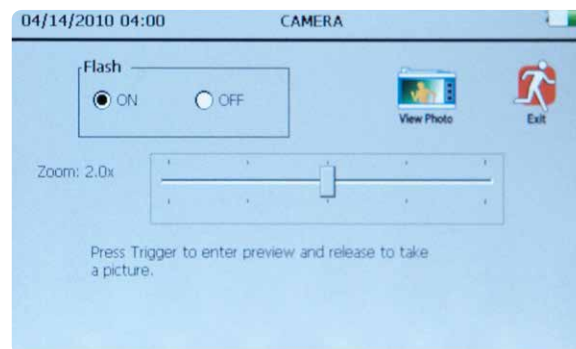 04/14/2010 04:00 CAMERA
Flash
ON OFF
View Photo Exit
Zoom: 2.0x
Press Trigger to enter preview and release to take
a picture.